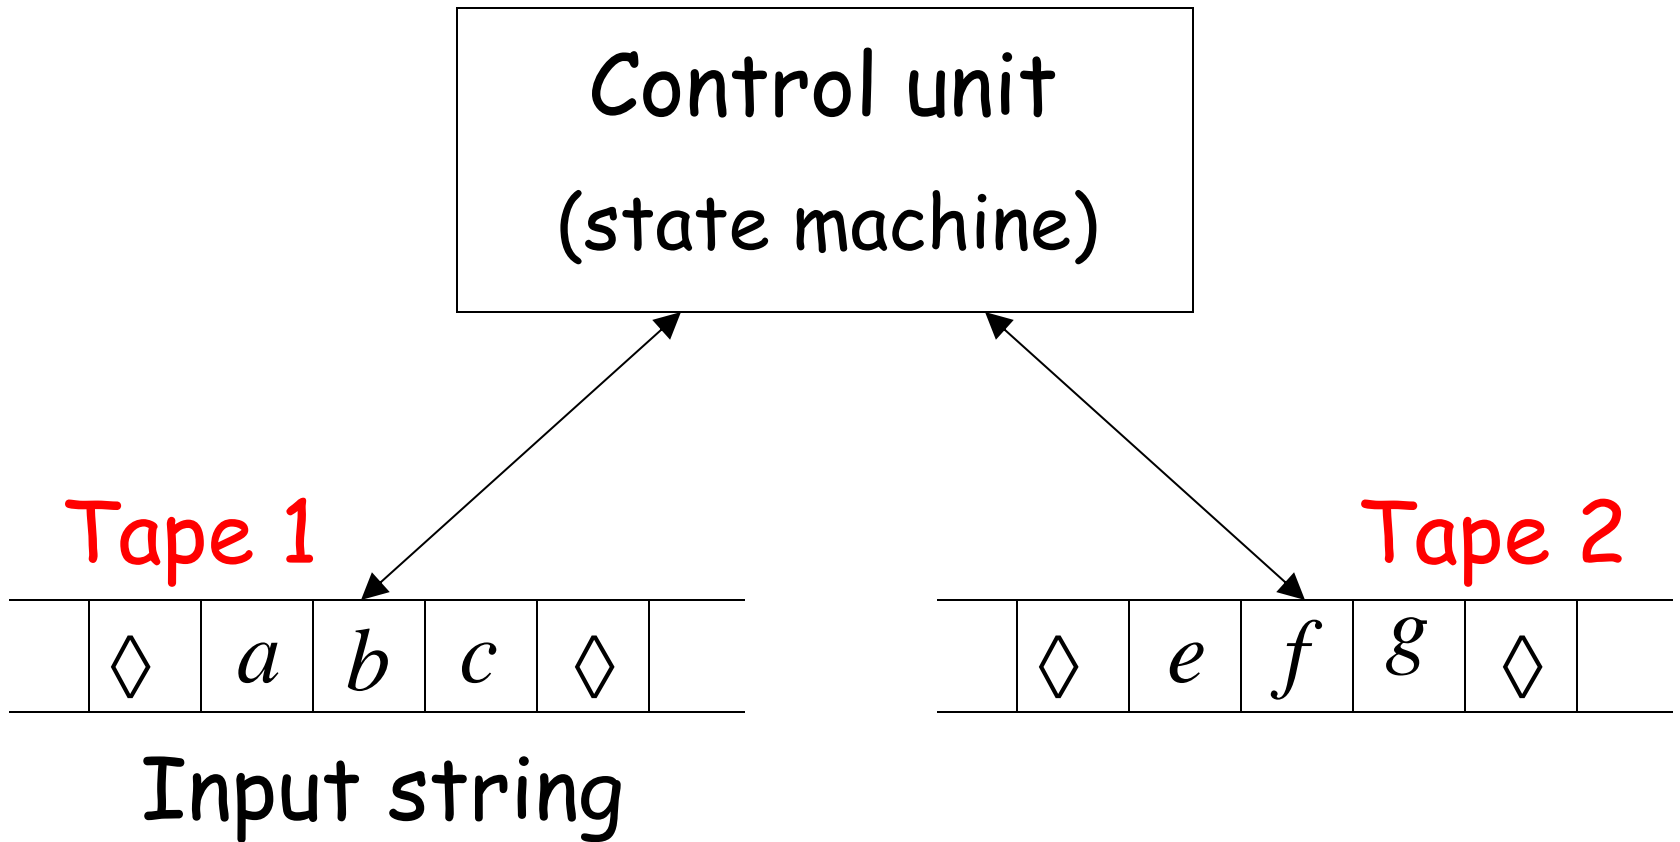 Control unit
(state machine)
Tape 1
Tape 2
◊ a b c ◊
◊ e f g ◊
Input string